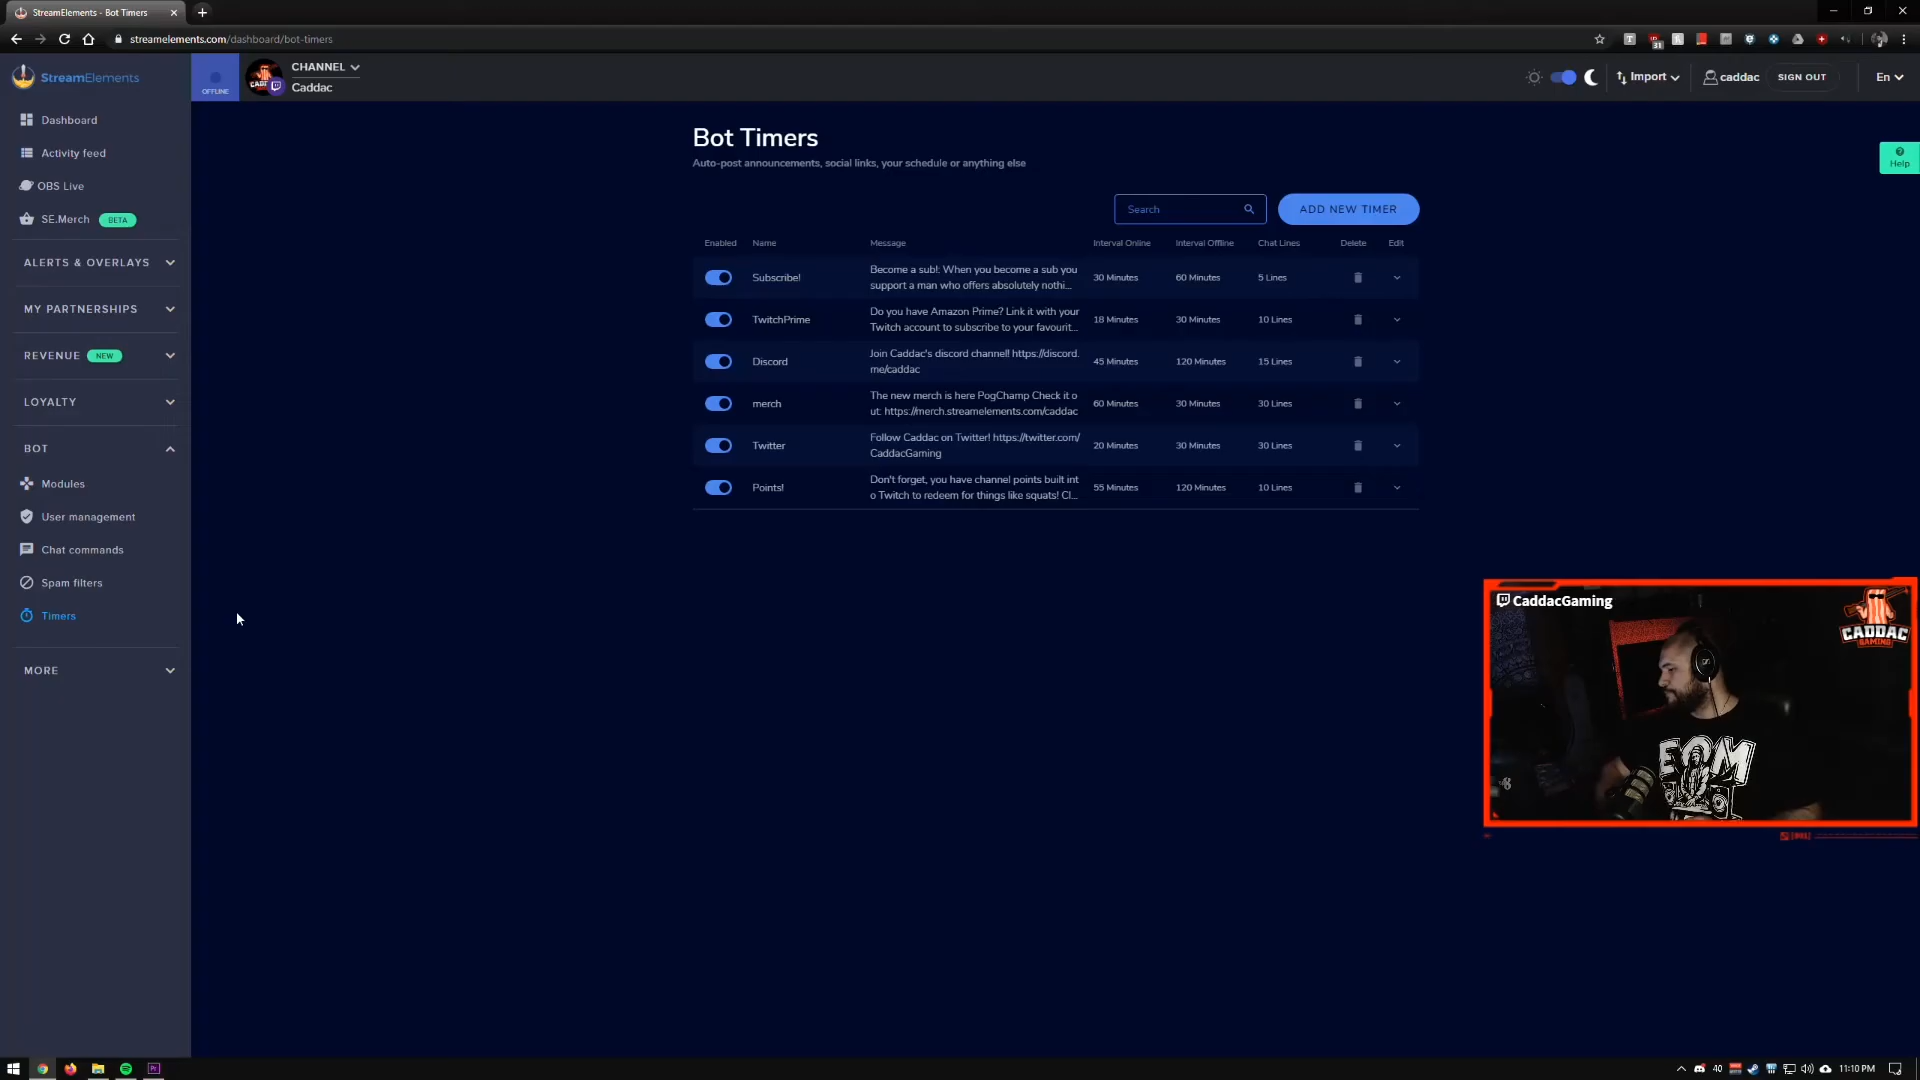 StreamElements - Bot Timers
streamelements.com/dashboard/bot-timers
31
StreamElements
OFFLINE
CHANNEL
Caddac
Import
caddac
SIGN OUT
En
Dashboard
Activity feed
OBS Live
SE.Merch BETA
ALERTS & OVERLAYS
MY PARTNERSHIPS
REVENUE NEW
LOYALTY
BOT
Modules
User management
Chat commands
Spam filters
Timers
MORE
Bot Timers
Auto-post announcements, social links, your schedule or anything else
Help
Search
ADD NEW TIMER
Enabled Name Message Interval Online Interval Offline Chat Lines Delete Edit
Subscribe! Become a sub!: When you become a sub you 30 Minutes 60 Minutes 5 Lines
support a man who offers absolutely nothi...
TwitchPrime Do you have Amazon Prime? Link it with your 18 Minutes 30 Minutes 10 Lines
Twitch account to subscribe to your favourit...
Discord Join Caddac's discord channel! https://discord. 45 Minutes 120 Minutes 15 Lines
me/caddac
merch The new merch is here PogChamp Check it o 60 Minutes 30 Minutes 30 Lines
ut: https://merch.streamelements.com/caddac
Twitter Follow Caddac on Twitter! https://twitter.com/ 20 Minutes 30 Minutes 30 Lines
CaddacGaming
Points! Don't forget, you have channel points built int 55 Minutes 120 Minutes 10 Lines
o Twitch to redeem for things like squats! Cl...
CaddacGaming
CADDAC
GAMING
EOM
Pr
40
11:10 PM